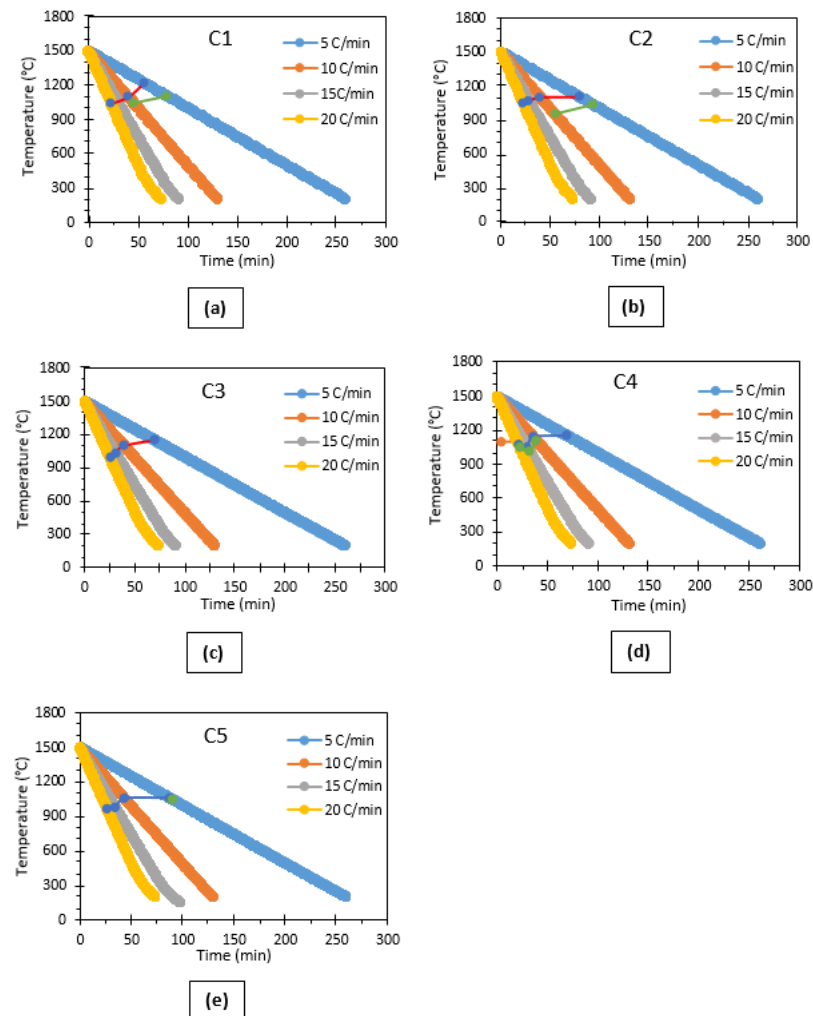 C1
5 C/min
10 C/min
15C/min
20 C/min
Temperature (°C)
1800
1500
1200
900
600
300
0
0 50 100 150 200 250 300
Time (min)
(a)
C2
5 C/min
10 C/min
15 C/min
20 C/min
Temperature (°C)
1800
1500
1200
900
600
300
0
0 50 100 150 200 250 300
Time (min)
(b)
C3
5 C/min
10 C/min
15 C/min
20 C/min
Temperature (°C)
1800
1500
1200
900
600
300
0
0 50 100 150 200 250 300
Time (min)
(c)
C4
5 C/min
10 C/min
15 C/min
20 C/min
Temperature (°C)
1800
1500
1200
900
600
300
0
0 50 100 150 200 250 300
Time (min)
(d)
C5
5 C/min
10 C/min
15 C/min
20 C/min
Temperature (°C)
1800
1500
1200
900
600
300
0
0 50 100 150 200 250 300
Time (min)
(e)